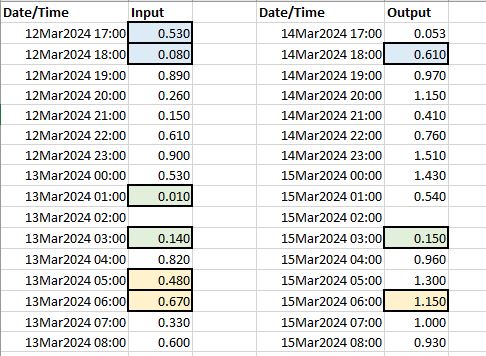 Date/Time Input Date/Time Output
12Mar2024 17:00 0.530 14Mar2024 17:00 0.053
12Mar2024 18:00 0.080 14Mar2024 18:00 0.610
12Mar2024 19:00 0.890 14Mar2024 19:00 0.970
12Mar2024 20:00 0.260 14Mar2024 20:00 1.150
12Mar2024 21:00 0.150 14Mar2024 21:00 0.410
12Mar2024 22:00 0.610 14Mar2024 22:00 0.760
12Mar2024 23:00 0.900 14Mar2024 23:00 1.510
13Mar2024 00:00 0.530 15Mar2024 00:00 1.430
13Mar2024 01:00 0.010 15Mar2024 01:00 0.540
13Mar2024 02:00 15Mar2024 02:00
13Mar2024 03:00 0.140 15Mar2024 03:00 0.150
13Mar2024 04:00 0.820 15Mar2024 04:00 0.960
13Mar2024 05:00 0.480 15Mar2024 05:00 1.300
13Mar2024 06:00 0.670 15Mar2024 06:00 1.150
13Mar2024 07:00 0.330 15Mar2024 07:00 1.000
13Mar2024 08:00 0.600 15Mar2024 08:00 0.930